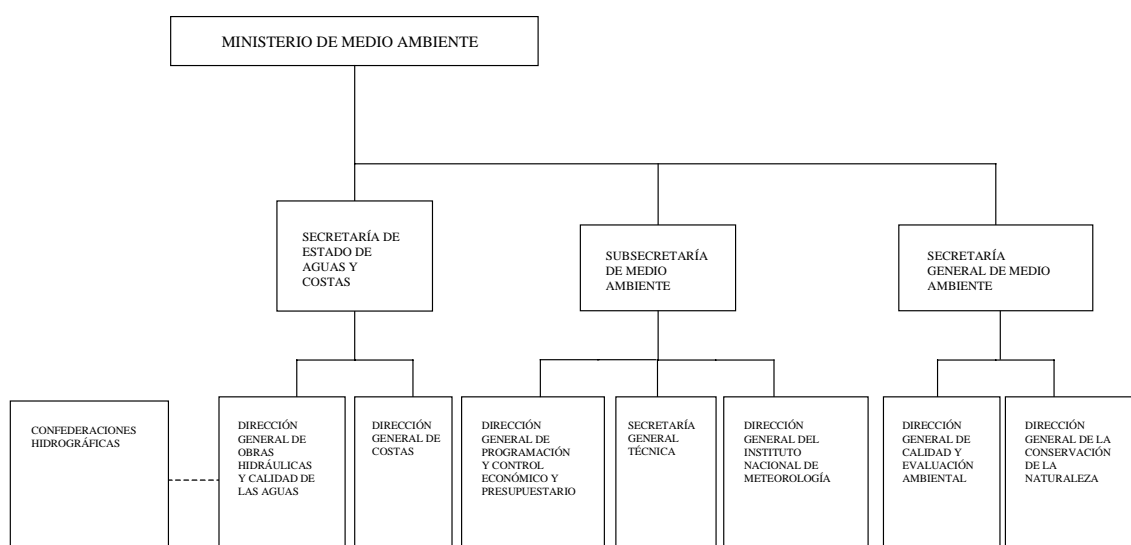 MINISTERIO DE MEDIO AMBIENTE
SECRETARÍA DE
ESTADO DE
AGUAS Y
COSTAS
SUBSECRETARÍA
DE MEDIO
AMBIENTE
SECRETARÍA
GENERAL DE MEDIO
AMBIENTE
CONFEDERACIONES
HIDROGRÁFICAS
DIRECCIÓN
GENERAL DE
OBRAS
HIDRÁULICAS
Y CALIDAD DE
LAS AGUAS
DIRECCIÓN
GENERAL DE
COSTAS
DIRECCIÓN
GENERAL DE
PROGRAMACIÓN
Y CONTROL
ECONÓMICO Y
PRESUPUESTARIO
SECRETARÍA
GENERAL
TÉCNICA
DIRECCIÓN
GENERAL DEL
INSTITUTO
NACIONAL DE
METEOROLOGÍA
DIRECCIÓN
GENERAL DE
CALIDAD Y
EVALUACIÓN
AMBIENTAL
DIRECCIÓN
GENERAL DE LA
CONSERVACIÓN
DE LA
NATURALEZA